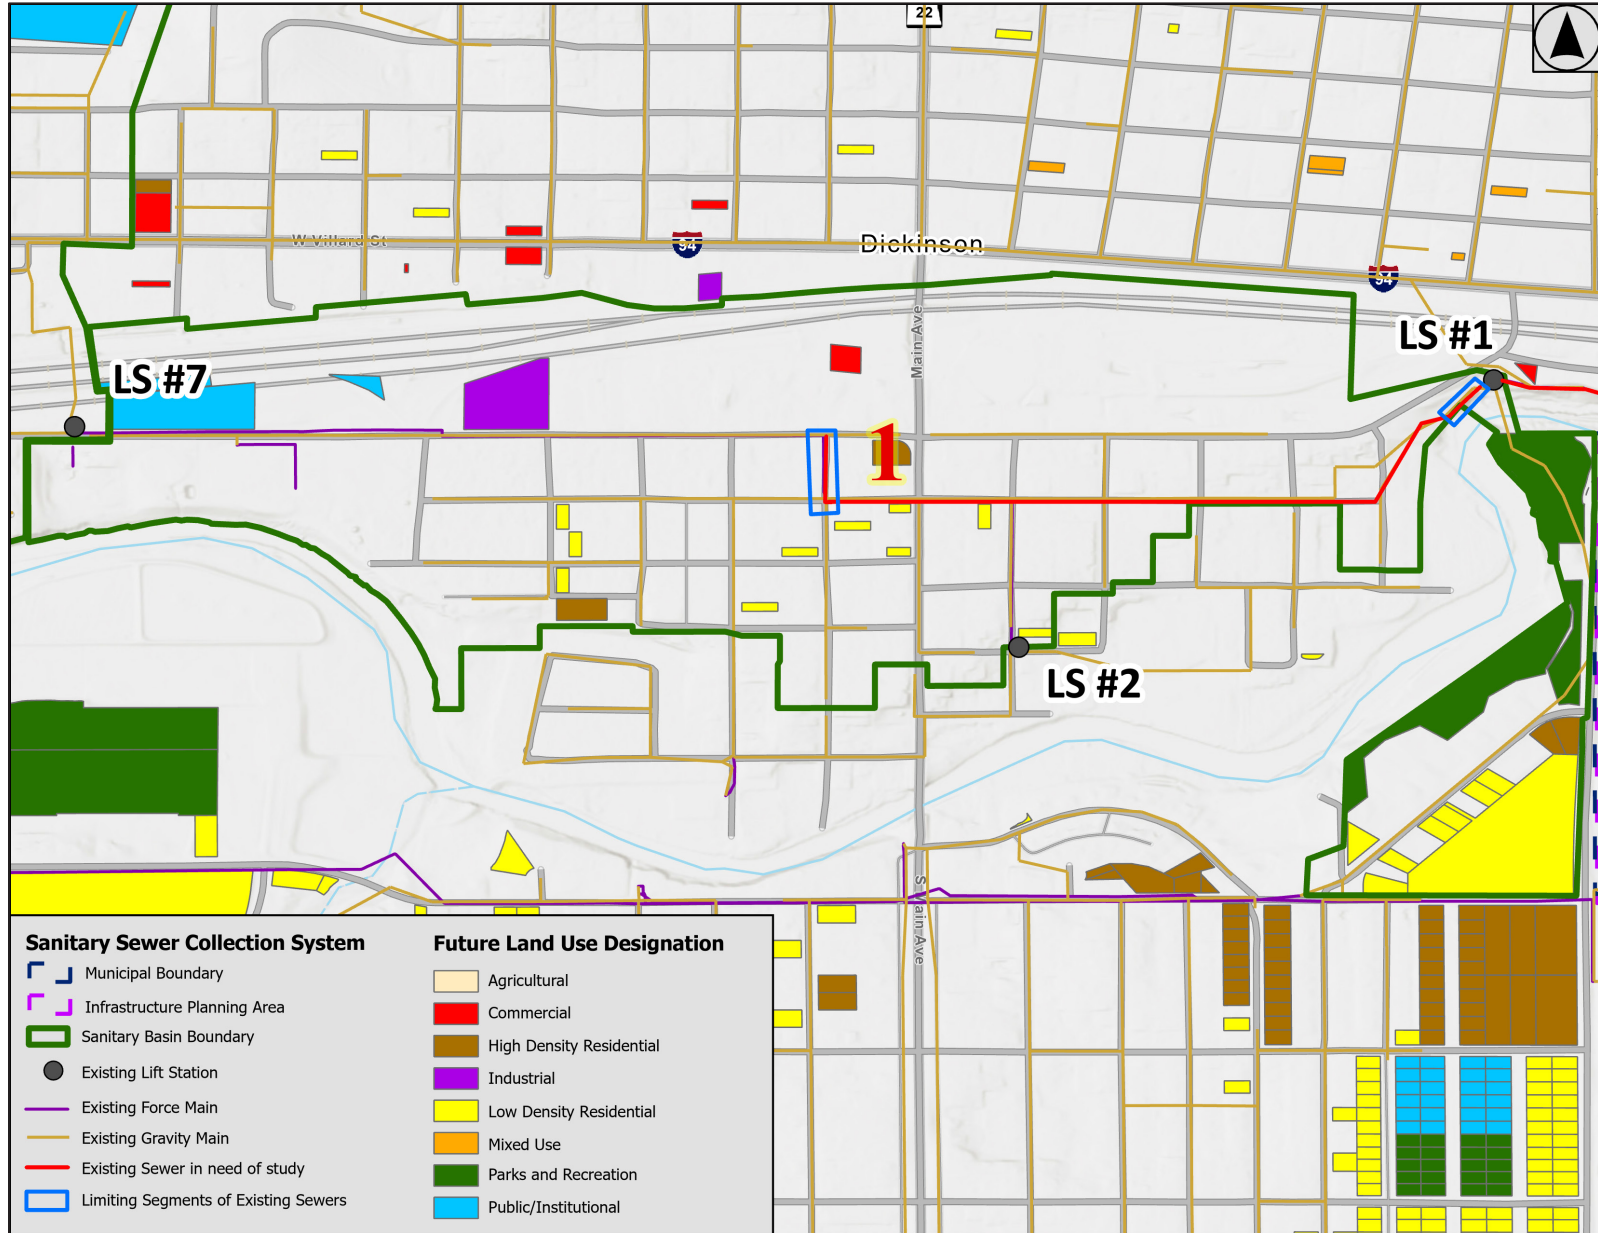 22
W Villard St
94
Dickinson
94
Main Ave
LS #1
LS #7
1
LS #2
S Main Ave
Sanitary Sewer Collection System
Municipal Boundary
Infrastructure Planning Area
Sanitary Basin Boundary
Existing Lift Station
Existing Force Main
Existing Gravity Main
Existing Sewer in need of study
Limiting Segments of Existing Sewers
Future Land Use Designation
Agricultural
Commercial
High Density Residential
Industrial
Low Density Residential
Mixed Use
Parks and Recreation
Public/Institutional